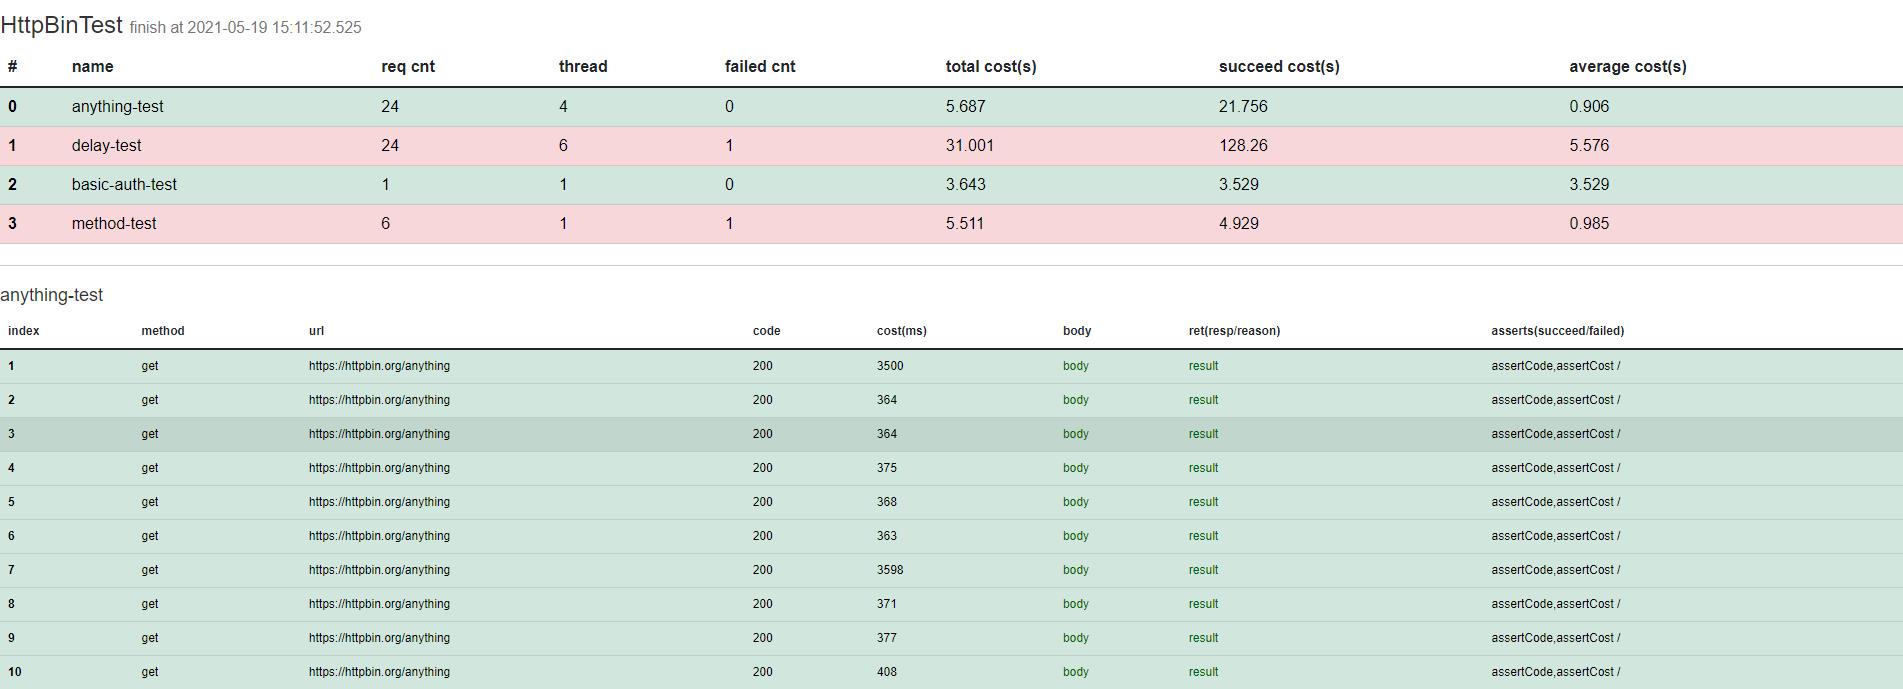 HttpBinTest finish at 2021-05-19 15:11:52.525
# name req cnt thread failed cnt total cost(s) succeed cost(s) average cost(s)
0 anything-test 24 4 0 5.687 21.756 0.906
1 delay-test 24 6 1 31.001 128.26 5.576
2 basic-auth-test 1 1 0 3.643 3.529 3.529
3 method-test 6 1 1 5.511 4.929 0.985
anything-test
index method url code cost(ms) body ret(resp/reason) asserts(succeed/failed)
1 get https://httpbin.org/anything 200 3500 body result assertCode,assertCost /
2 get https://httpbin.org/anything 200 364 body result assertCode,assertCost /
3 get https://httpbin.org/anything 200 364 body result assertCode,assertCost /
4 get https://httpbin.org/anything 200 375 body result assertCode,assertCost /
5 get https://httpbin.org/anything 200 368 body result assertCode,assertCost /
6 get https://httpbin.org/anything 200 363 body result assertCode,assertCost /
7 get https://httpbin.org/anything 200 3598 body result assertCode,assertCost /
8 get https://httpbin.org/anything 200 371 body result assertCode,assertCost /
9 get https://httpbin.org/anything 200 377 body result assertCode,assertCost /
10 get https://httpbin.org/anything 200 408 body result assertCode,assertCost /